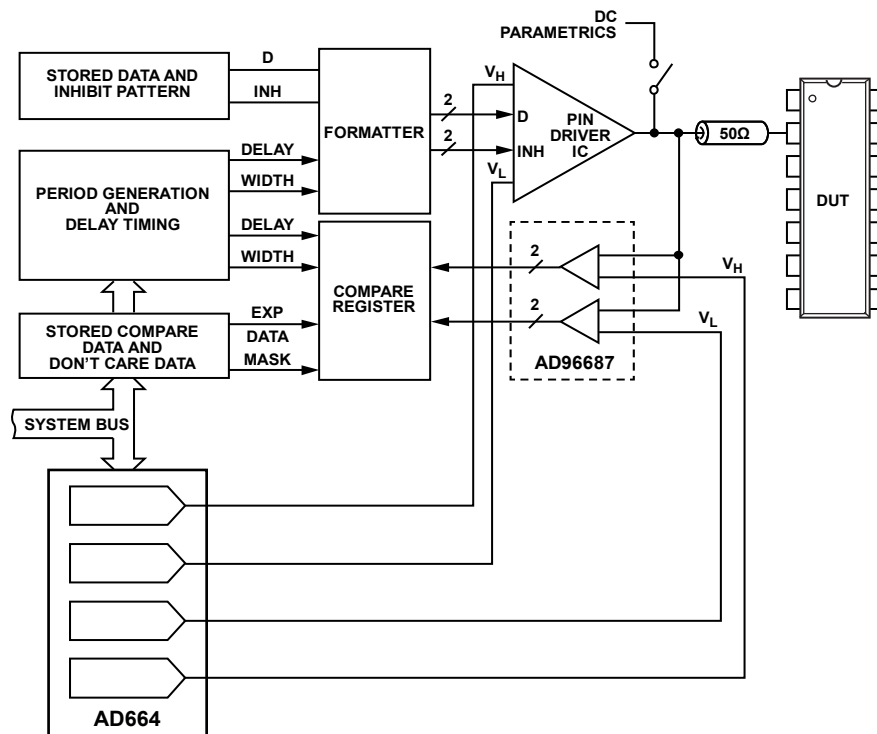 DC
PARAMETRICS
STORED DATA AND
INHIBIT PATTERN
D
INH
FORMATTER
2
2
VH
D
INH
VL
PIN
DRIVER
IC
50Ω
DUT
PERIOD GENERATION
AND
DELAY TIMING
DELAY
WIDTH
DELAY
WIDTH
COMPARE
REGISTER
2
2
VH
VL
AD96687
STORED COMPARE
DATA AND
DON'T CARE DATA
EXP
DATA
MASK
SYSTEM BUS
AD664